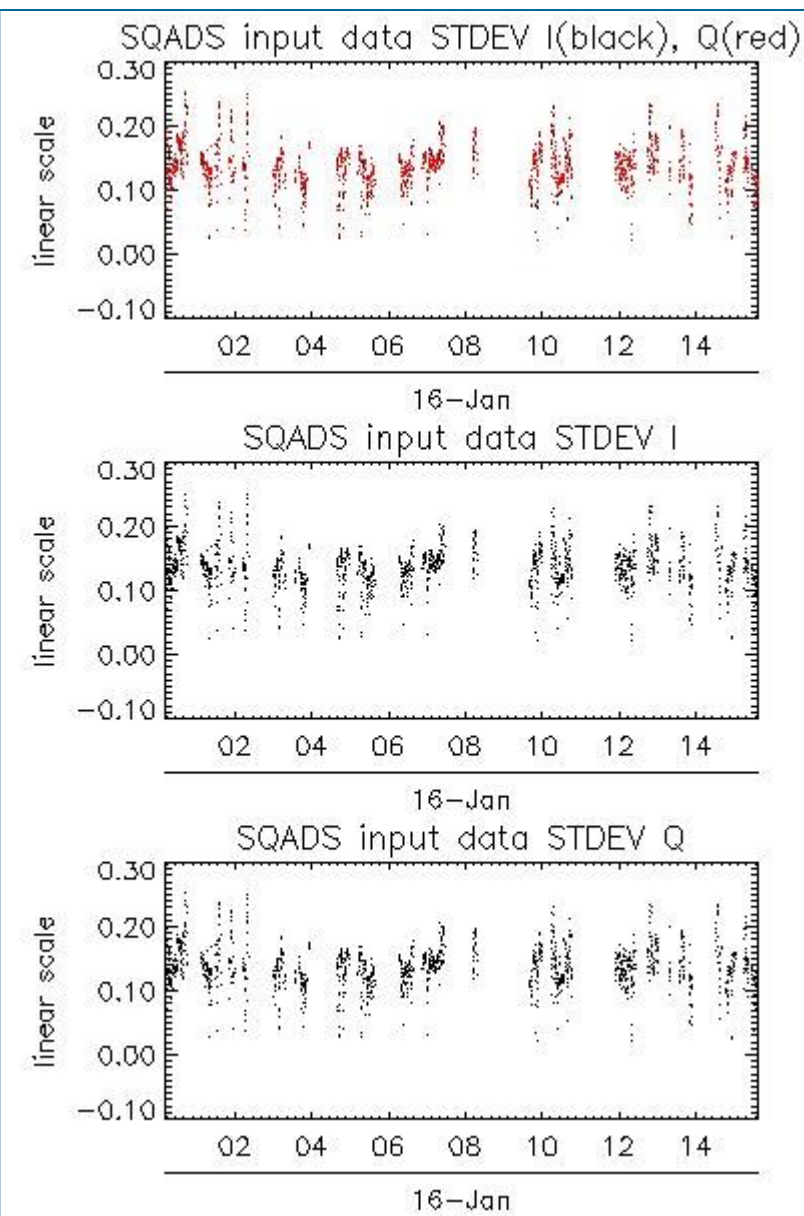 SQADS input data STDEV I(black), Q(red)
0.30
0.20
0.10
0.00
-0.10
linear scale
02 04 06 08 10 12 14
16-Jan
SQADS input data STDEV I
0.30
0.20
0.10
0.00
-0.10
linear scale
02 04 06 08 10 12 14
16-Jan
SQADS input data STDEV Q
0.30
0.20
0.10
0.00
-0.10
linear scale
02 04 06 08 10 12 14
16-Jan